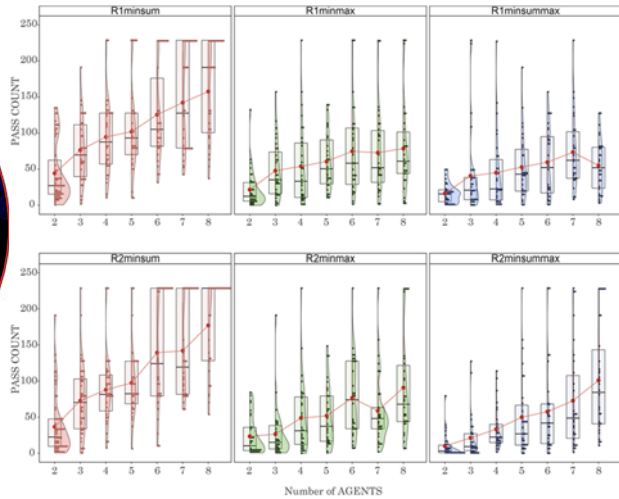 R1minsum R1minmax R1minsummax
250
200
150
100
50
0
PASS COUNT
2 3 4 5 6 7 8 2 3 4 5 6 7 8 2 3 4 5 6 7 8
R2minsum R2minmax R2minsummax
250
200
150
100
50
0
PASS COUNT
2 3 4 5 6 7 8 2 3 4 5 6 7 8 2 3 4 5 6 7 8
Number of AGENTS